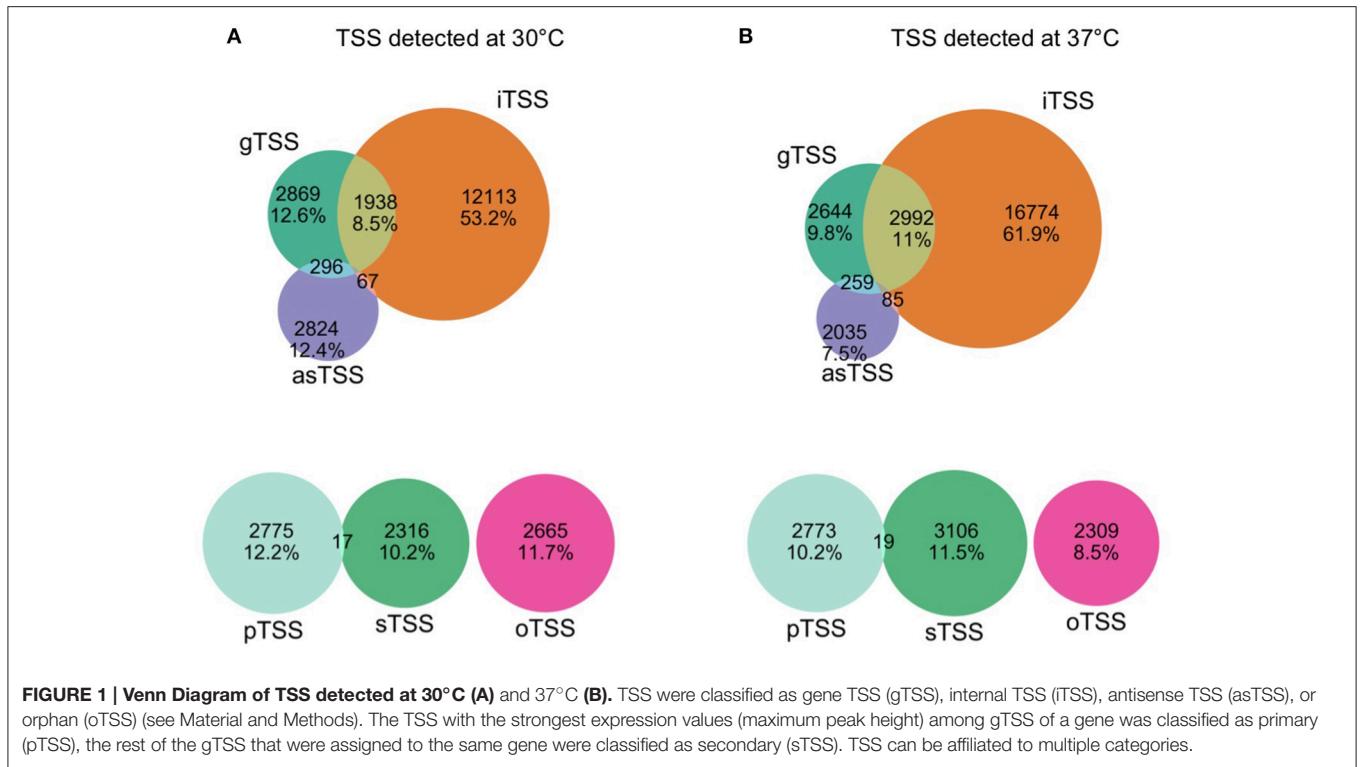 A TSS detected at 30°C
iTSS
gTSS
2869
12.6%
1938
8.5%
12113
53.2%
296
67
2824
12.4%
asTSS
B TSS detected at 37°C
iTSS
gTSS
2644
9.8%
2992
11%
16774
61.9%
259
85
2035
7.5%
asTSS
2775
12.2%
17
2316
10.2%
2665
11.7%
pTSS
sTSS
oTSS
2773
10.2%
19
3106
11.5%
2309
8.5%
pTSS
sTSS
oTSS
FIGURE 1 | Venn Diagram of TSS detected at 30°C (A) and 37°C (B). TSS were classified as gene TSS (gTSS), internal TSS (iTSS), antisense TSS (asTSS), or
orphan (oTSS) (see Material and Methods). The TSS with the strongest expression values (maximum peak height) among gTSS of a gene was classified as primary
(pTSS), the rest of the gTSS that were assigned to the same gene were classified as secondary (sTSS). TSS can be affiliated to multiple categories.